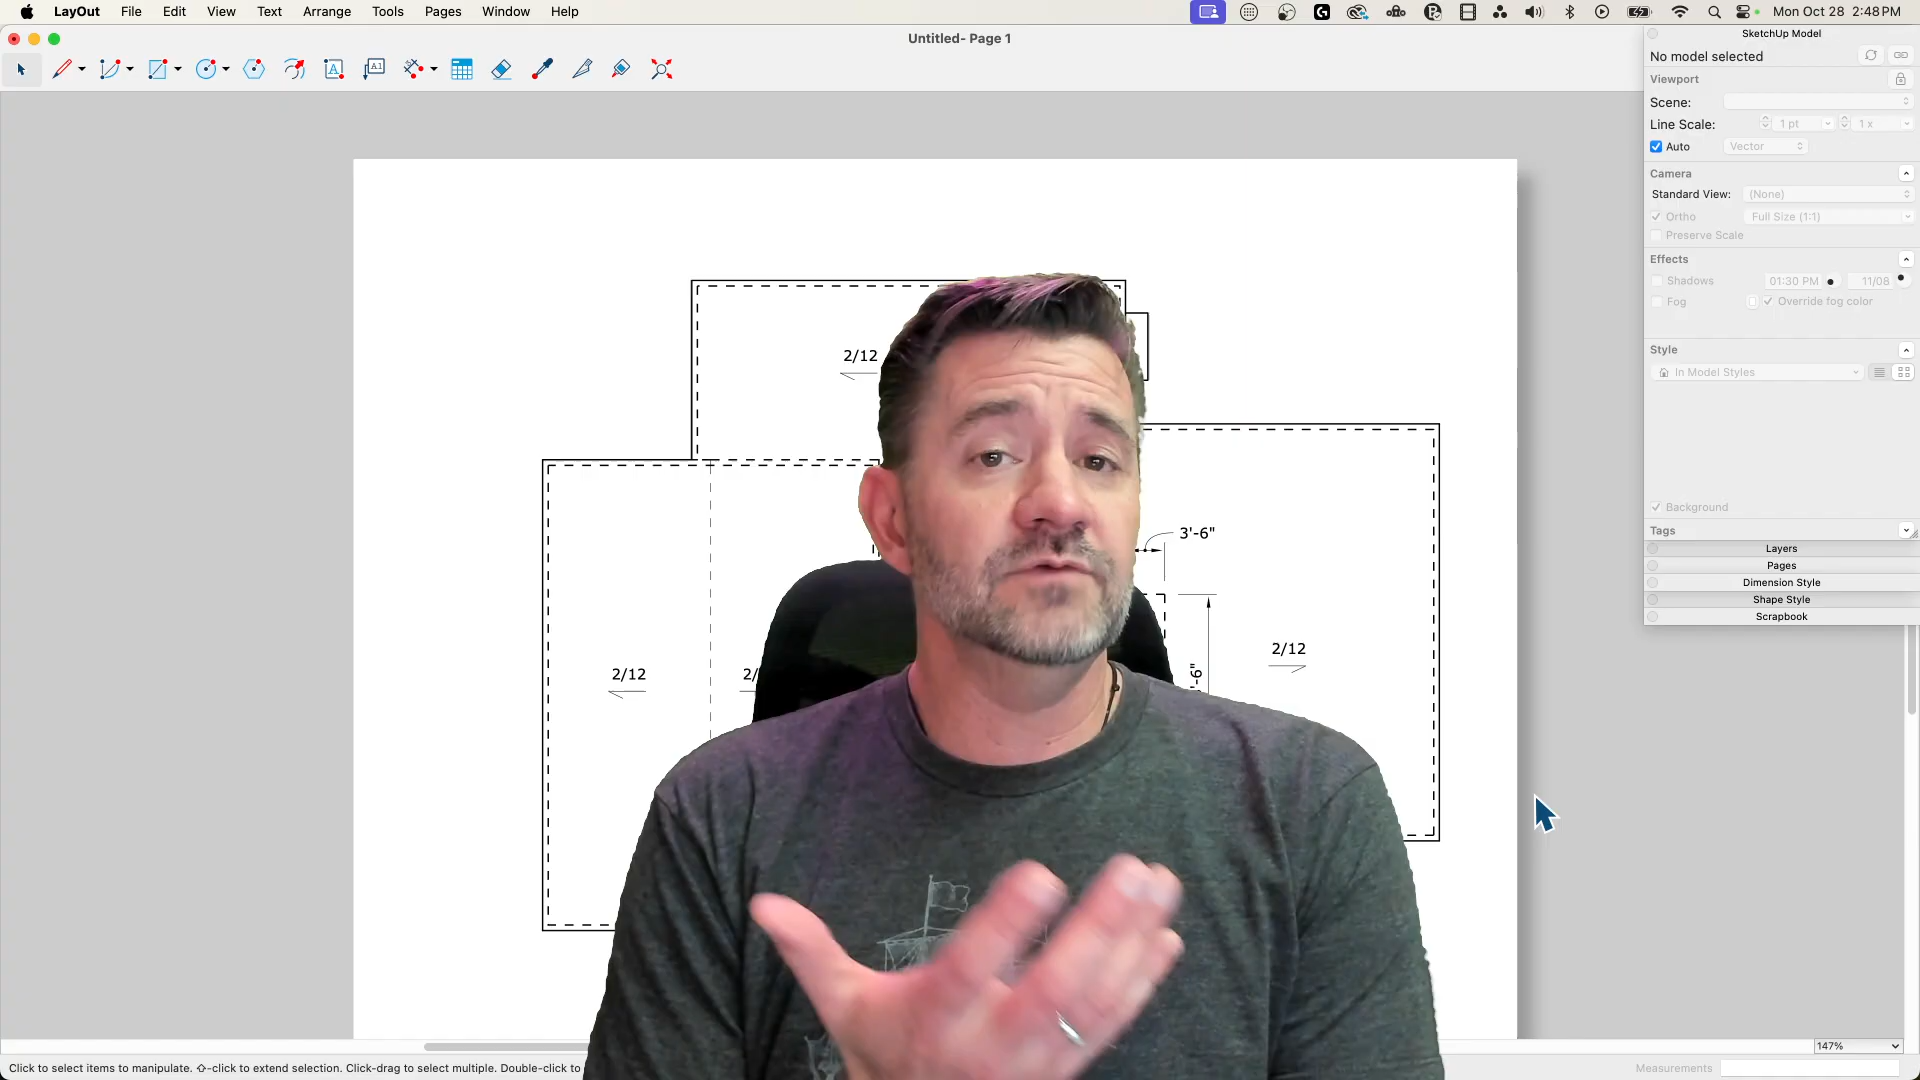 LayOut File Edit View Text Arrange Tools Pages Window Help
Mon Oct 28 2:48 PM
Untitled- Page 1
SketchUp Model
No model selected
Viewport
Scene:
Line Scale: 1 pt 1 x
Auto Vector
Camera
Standard View: (None)
Ortho Full Size (1:1)
Preserve Scale
Effects
Shadows 01:30 PM 11/08
Fog Override fog color
Style
In Model Styles
Background
Tags
Layers
Pages
Dimension Style
Shape Style
Scrapbook
2/12
3'-6"
2/12
2/12
2/
'-6"
147%
Click to select items to manipulate. ⇧-click to extend selection. Click-drag to select multiple. Double-click to
Measurements